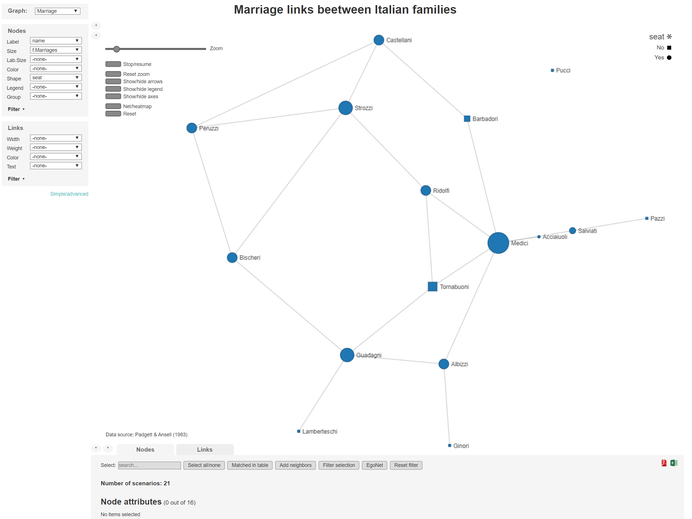 Marriage links beetween Italian families
Graph: Marriage
Nodes
Label name
Size f.Marriages
Lab.Size -none-
Color -none-
Shape seat
Legend -none-
Group -none-
Filter
Links
Width -none-
Weight -none-
Color -none-
Text -none-
Filter
Simple/advanced
Zoom
Stop/resume
Reset zoom
Show/hide arrows
Show/hide legend
Show/hide axes
Netcheatmap
Reset
seat
No
Yes
Castellani
Pucci
Strozzi
Barbadori
Peruzzi
Ridolfi
Pazzi
Salviati
Acciaiuoli
Medici
Bischeri
Tornabuoni
Guadagni
Albizzi
Lamberteschi
Ginori
Data source: Padgett & Ansell (1993)
Nodes Links
Select: search... Select all/none Matched in table Add neighbors Filter selection EgoNet Reset filter
Number of scenarios: 21
Node attributes (0 out of 16)
No items selected